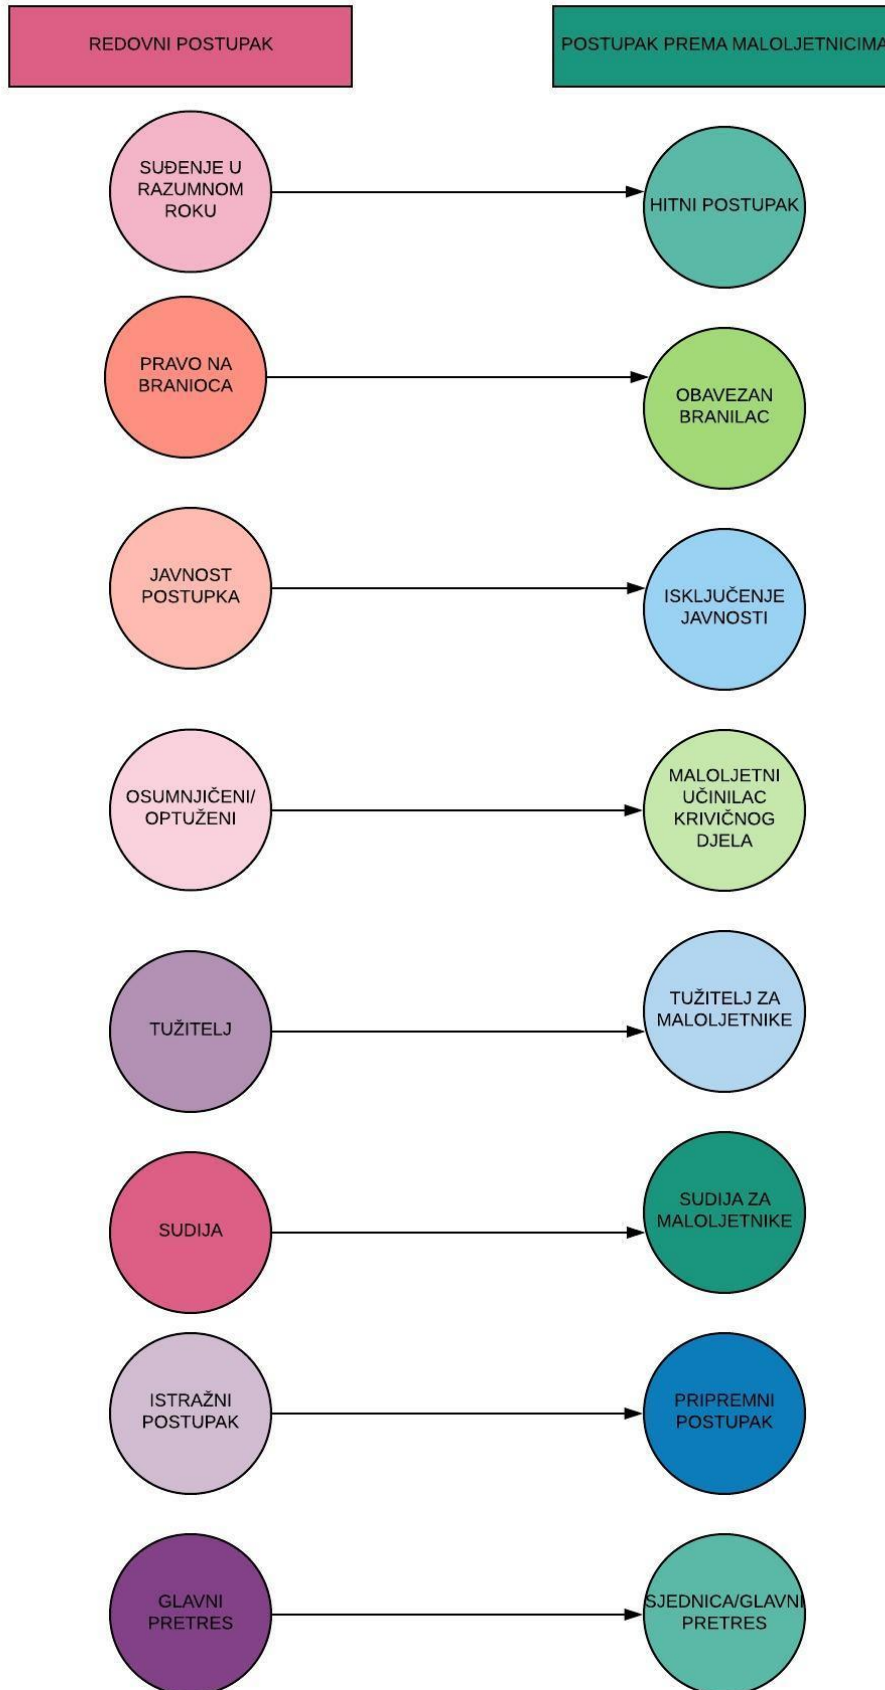 REDOVNI POSTUPAK
POSTUPAK PREMA MALOLJETNICIMA
SUĐENJE U
RAZUMNOM
ROKU
HITNI POSTUPAK
PRAVO NA
BRANIOCA
OBAVEZAN
BRANILAC
JAVNOST
POSTUPKA
ISKLJUČENJE
JAVNOSTI
OSUMNJIČENI/
OPTUŽENI
MALOLJETNI
UČINILAC
KRIVIČNOG
DJELA
TUŽITELJ
TUŽITELJ ZA
MALOLJETNIKE
SUDIJA
SUDIJA ZA
MALOLJETNIKE
ISTRAŽNI
POSTUPAK
PRIPREMNI
POSTUPAK
GLAVNI
PRETRES
SJEDNICA/GLAVNI
PRETRES